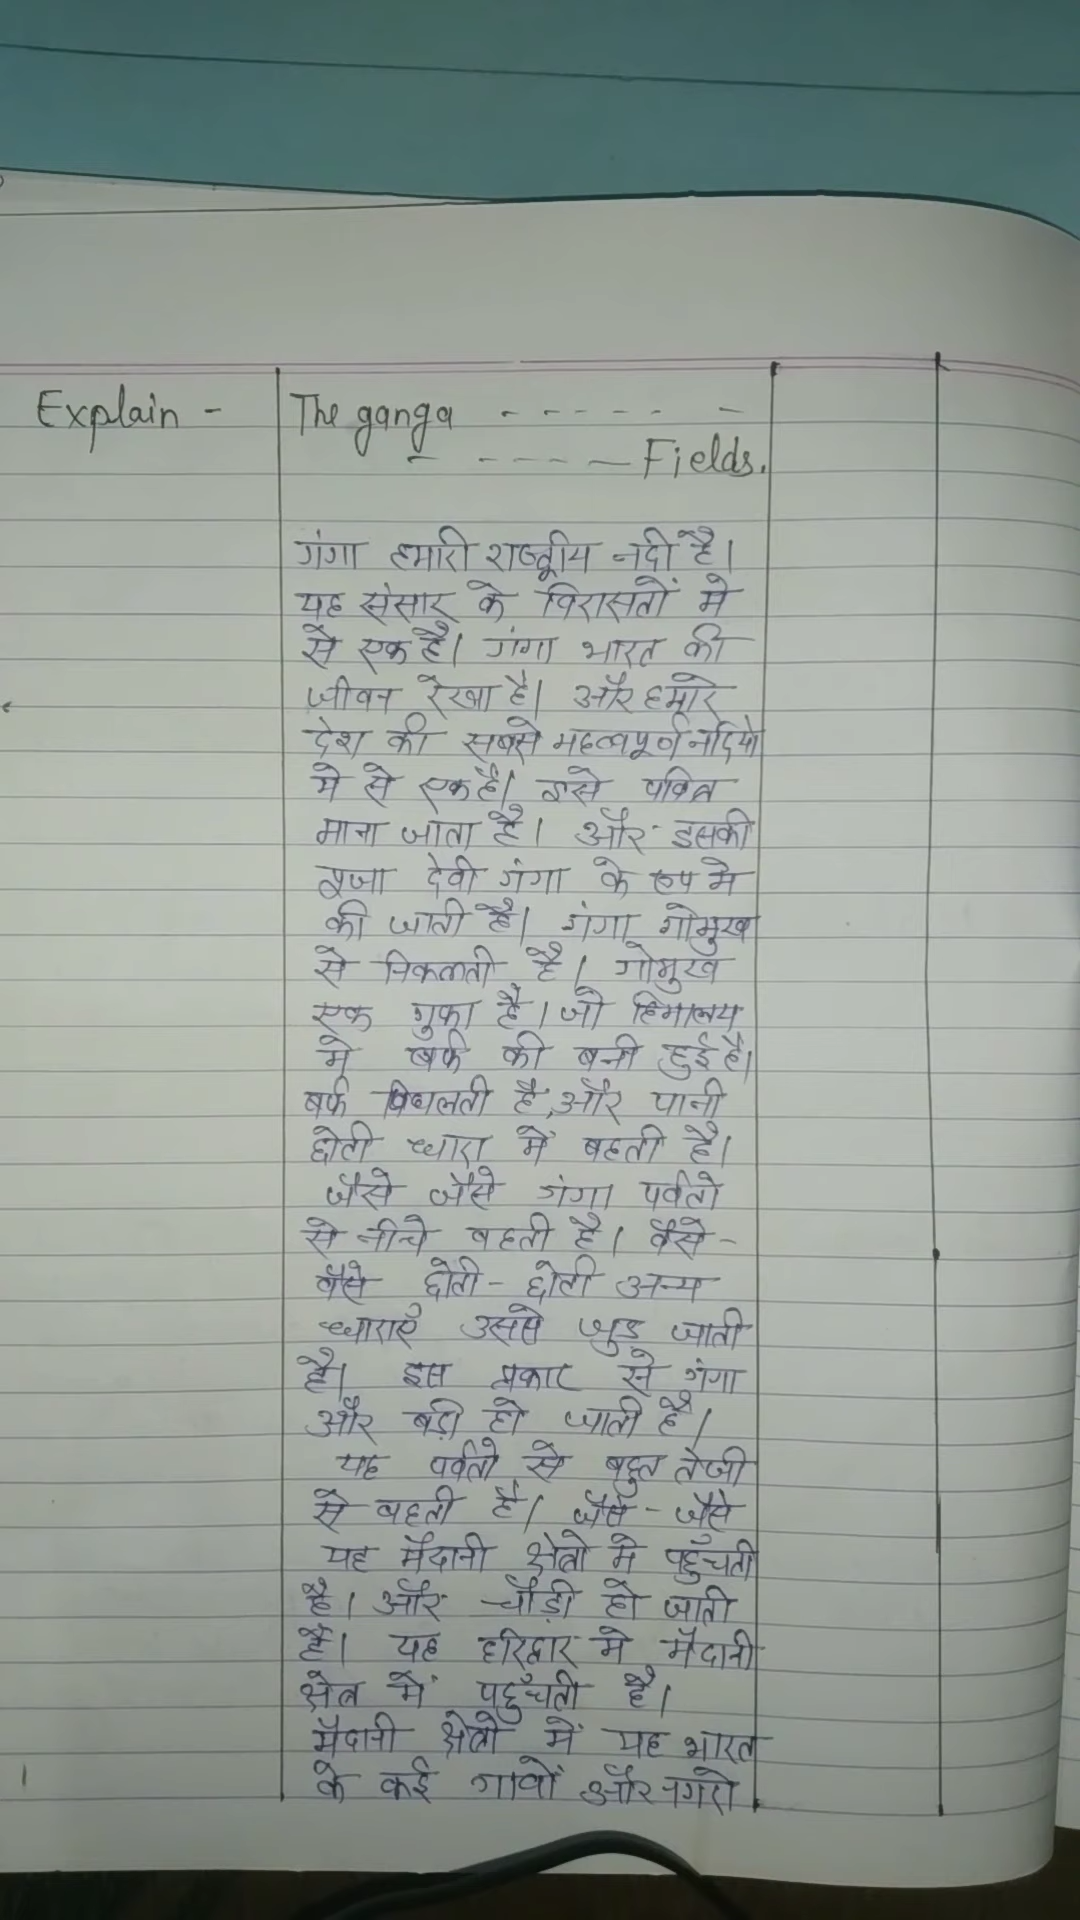 Explain - The ganga - - - - - -
- - - - - - Fields.
गंगा हमारी राष्ट्रीय नदी है।
यह संसार के विरासतों मे
से एक है। गंगा भारत की
जीवन रेखा है। और हमारे
देश की सबसे महत्वपूर्ण नदियो
मे से एक है। इसे पवित्र
माना जाता है। और इसकी
पूजा देवी गंगा के रूप मे
की जाती है। गंगा गोमुख
से निकलती है। गोमुख
एक गुफा है। जो हिमालय
मे बर्फ की बनी हुई है।
बर्फ पिघलती है, और पानी
छोटी धारा में बहती है।
जैसे जैसे गंगा पर्वतो
से नीचे बहती है। वैसे-
वैसे छोटी-छोटी अन्य
धाराएँ उससे जुड़ जाती
है। इस प्रकार से गंगा
और बड़ी हो जाती है।
यह पर्वतो से बहुत तेजी
से बहती है। जैसे-जैसे
यह मैदानी क्षेत्रो मे पहुँचती
है। और चौड़ी हो जाती
है। यह हरिद्वार मे मैदानी
क्षेत्र में पहुँचती है।
मैदानी क्षेत्रो में यह भारत
के कई गावों और नगरो